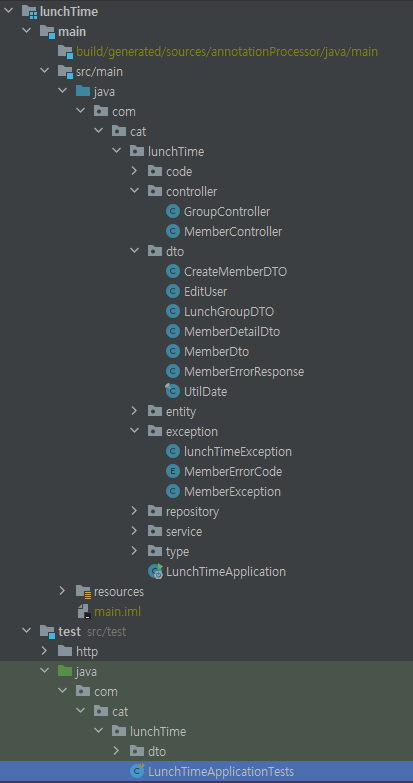 lunchTime
main
build/generated/sources/annotationProcessor/java/main
src/main
java
com
cat
lunchTime
code
controller
GroupController
MemberController
dto
CreateMemberDTO
EditUser
LunchGroupDTO
MemberDetailDto
MemberDto
MemberErrorResponse
UtilDate
entity
exception
lunchTimeException
MemberErrorCode
MemberException
repository
service
type
LunchTimeApplication
resources
main.iml
test src/test
http
java
com
cat
lunchTime
dto
LunchTimeApplicationTests